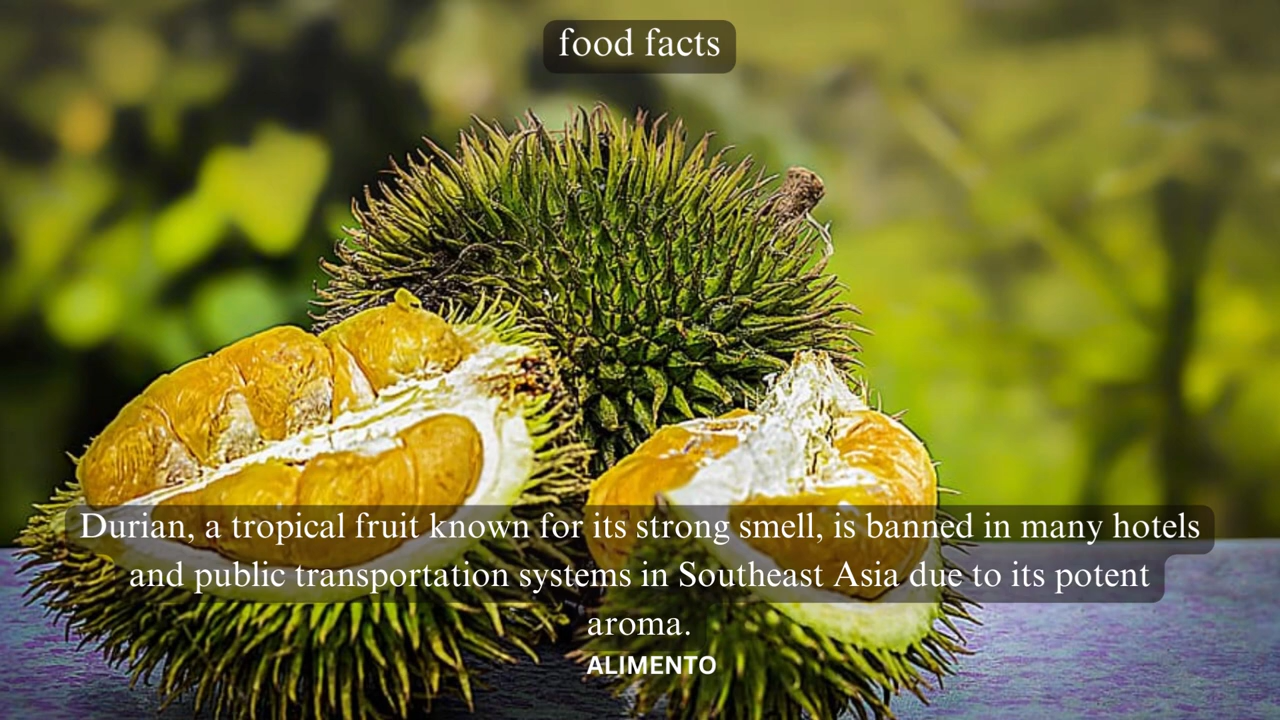 food facts
Durian, a tropical fruit known for its strong smell, is banned in many hotels
and public transportation systems in Southeast Asia due to its potent
aroma.
ALIMENTO